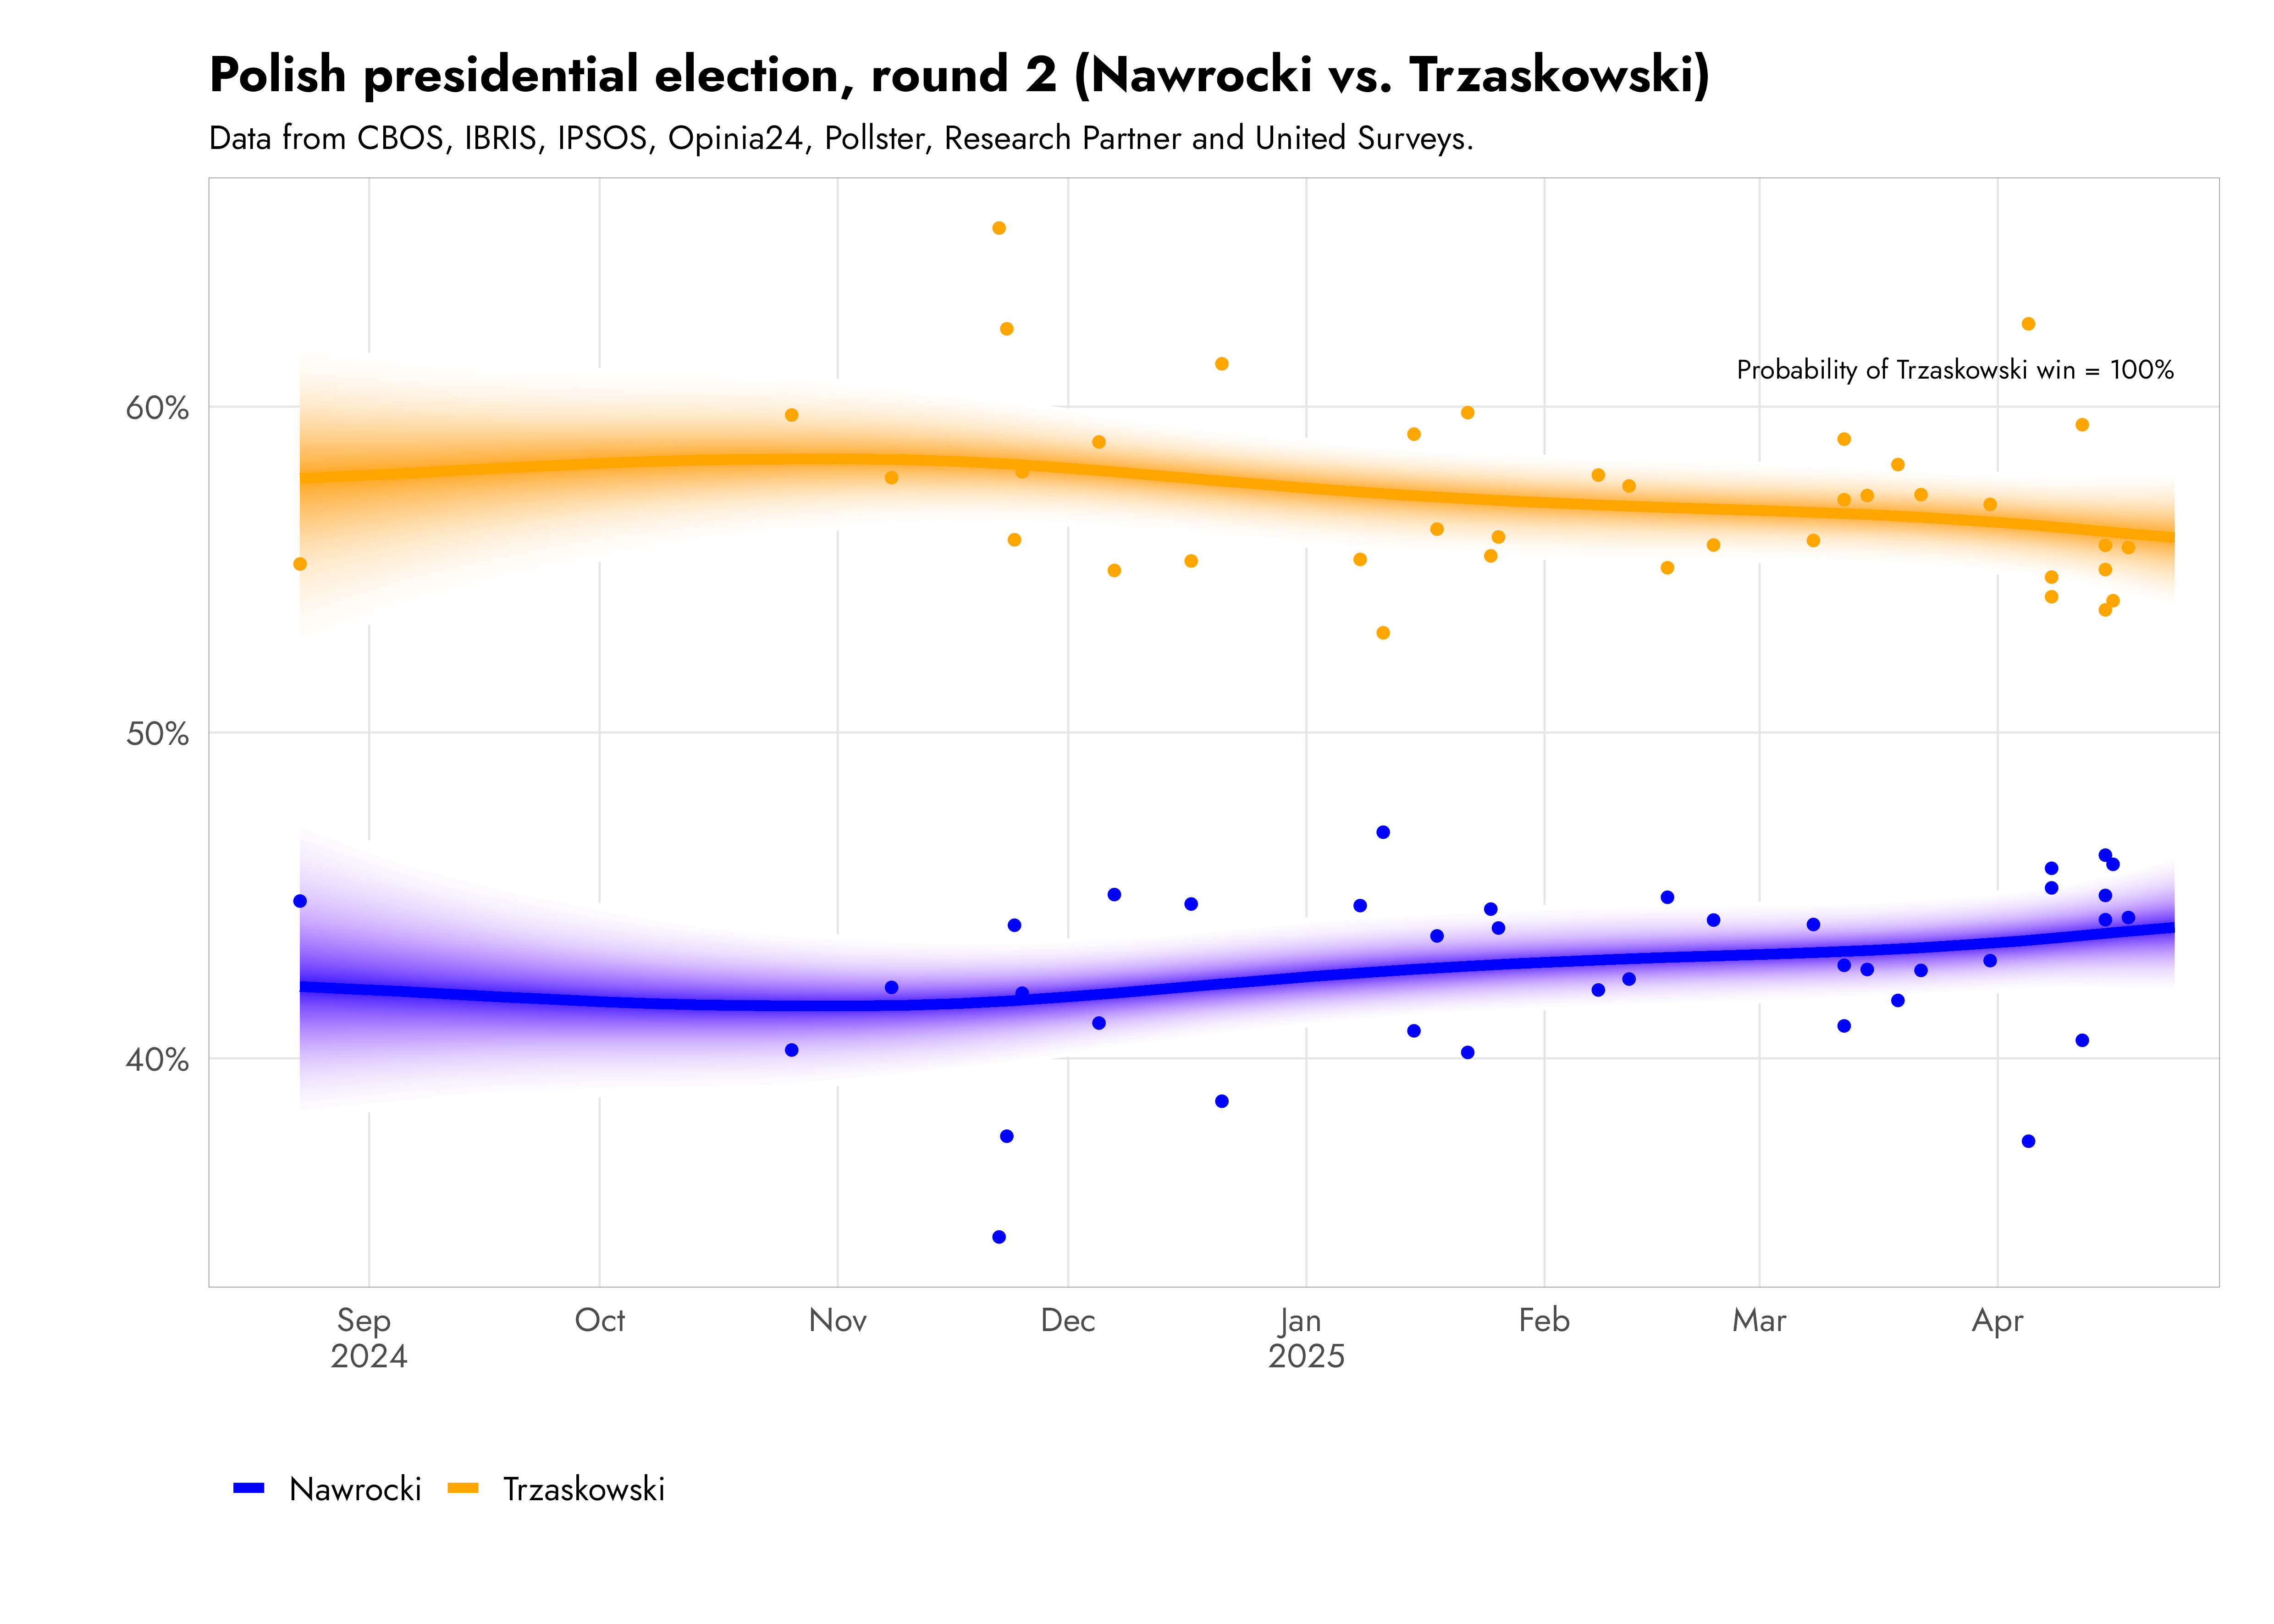 Polish presidential election, round 2 (Nawrocki vs. Trzaskowski)
Data from CBOS, IBRIS, IPSOS, Opinia24, Pollster, Research Partner and United Surveys.
Probability of Trzaskowski win = 100%
60%
50%
40%
Sep Oct Nov Dec Jan Feb Mar Apr
2024 2025
Nawrocki Trzaskowski